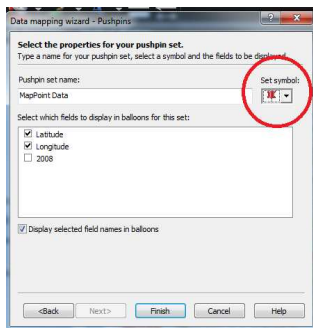 Data mapping wizard - Pushpins
Select the properties for your pushpin set.
Type a name for your pushpin set, select a symbol and the fields to be displayed.
Pushpin set name:
Set symbol:
MapPoint Data
Select which fields to display in balloons for this set:
Latitude
Longitude
2008
Display selected field names in balloons
<Back Next> Finish Cancel Help